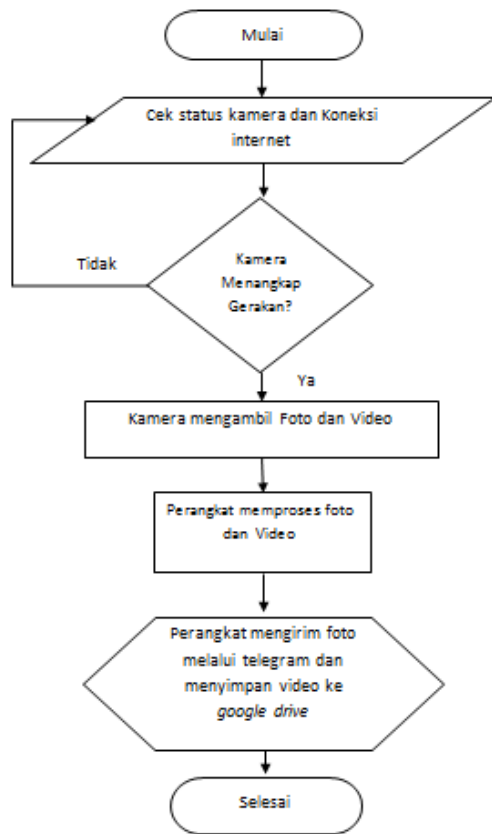 Mulai
Cek status kamera dan Koneksi
internet
Tidak
Kamera
Menangkap
Gerakan?
Ya
Kamera mengambil Foto dan Video
Perangkat memproses foto
dan Video
Perangkat mengirim foto
melalui telegram dan
menyimpan video ke
google drive
Selesai